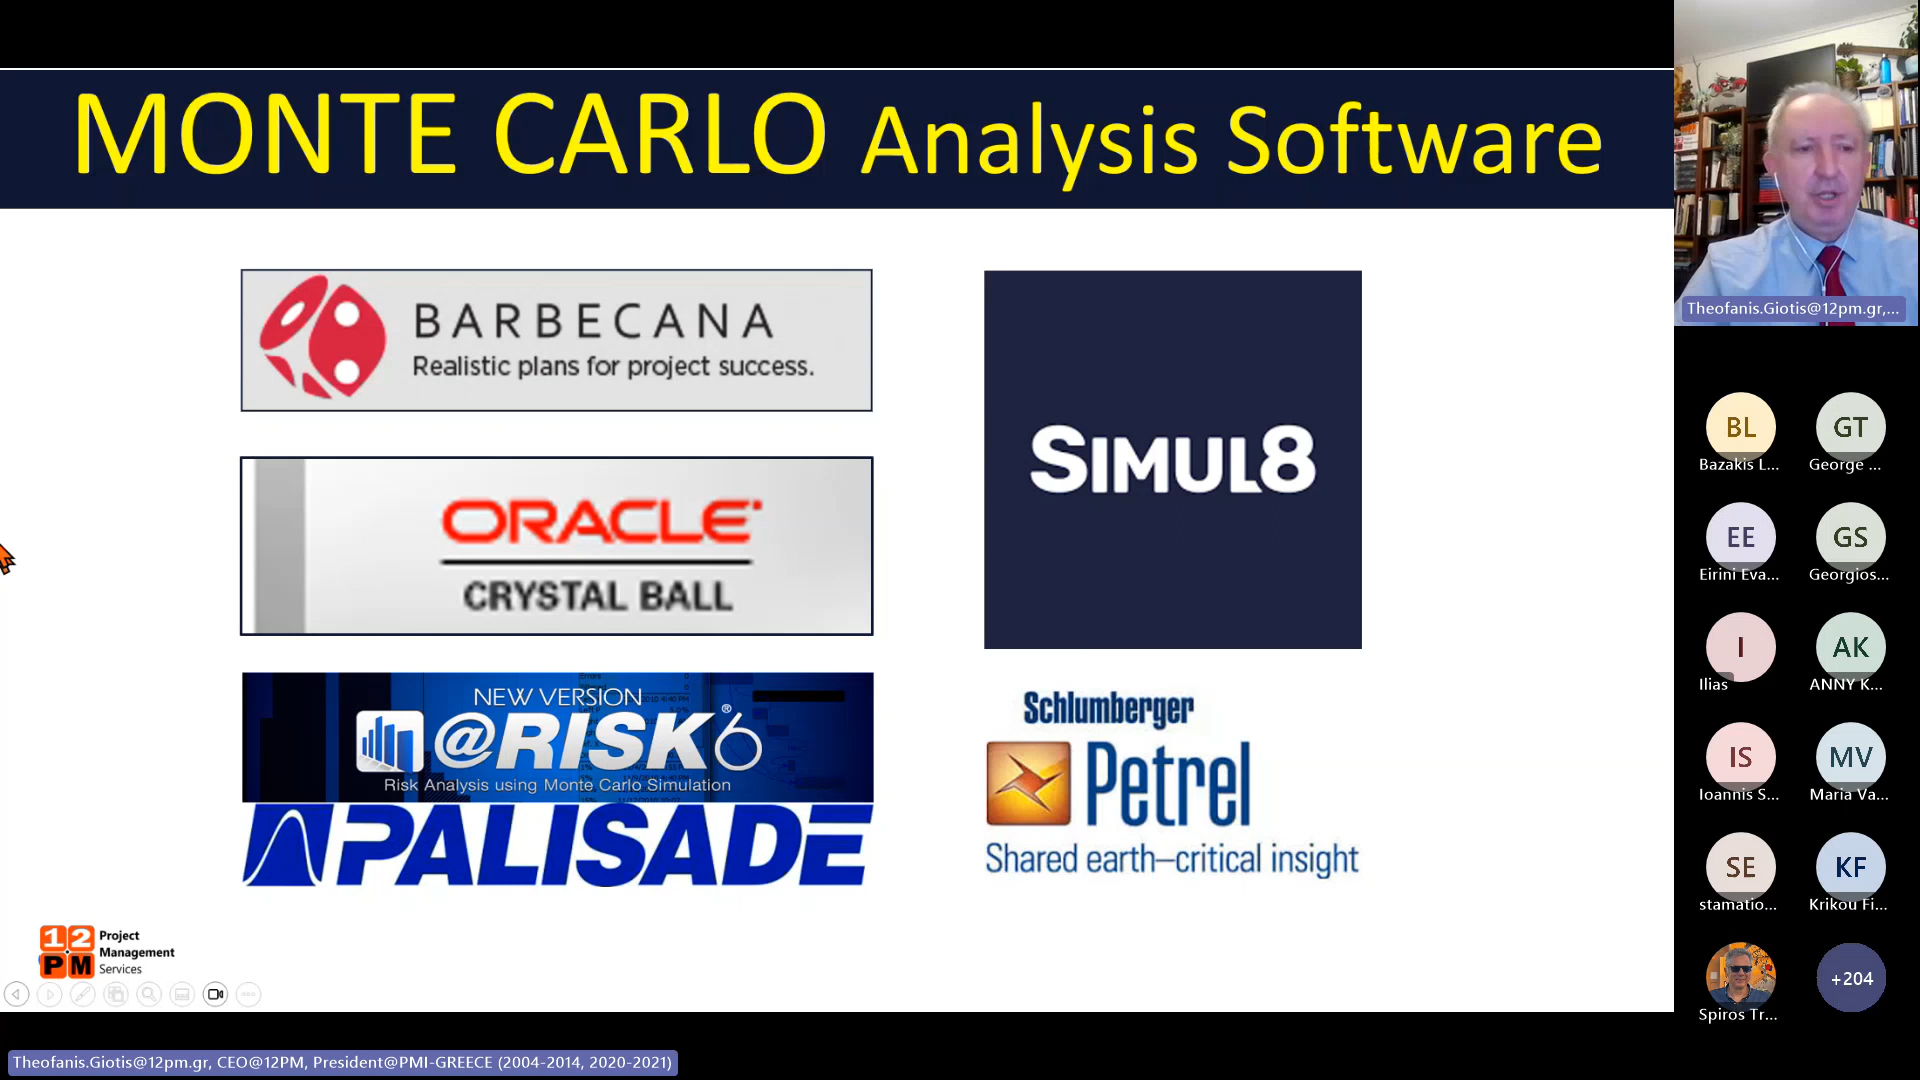 MONTE CARLO Analysis Software
BARBECANA
Realistic plans for project success.
ORACLE
CRYSTAL BALL
NEW VERSION
@RISK 6
®
Risk Analysis using Monte Carlo Simulation
PALISADE
SIMUL8
Schlumberger
Petrel
Shared earth–critical insight
12
PM
Project
Management
Services
Theofanis.Giotis@12pm.gr, CEO@12PM, President@PMI-GREECE (2004-2014, 2020-2021)
Theofanis.Giotis@12pm.gr,...
BL
Bazakis L...
GT
George ...
EE
Eirini Eva...
GS
Georgios...
I
Ilias
AK
ANNY K...
IS
Ioannis S...
MV
Maria Va...
SE
stamatio...
KF
Krikou Fi...
Spiros Tr...
+204